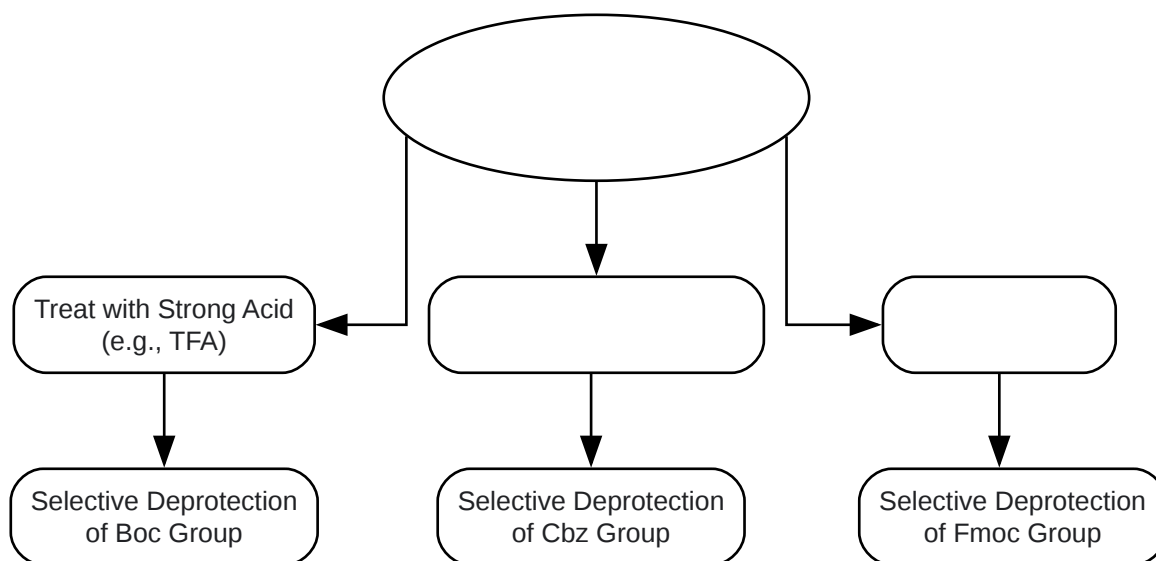 Treat with Strong Acid
(e.g., TFA)
Selective Deprotection
of Boc Group
Selective Deprotection
of Cbz Group
Selective Deprotection
of Fmoc Group